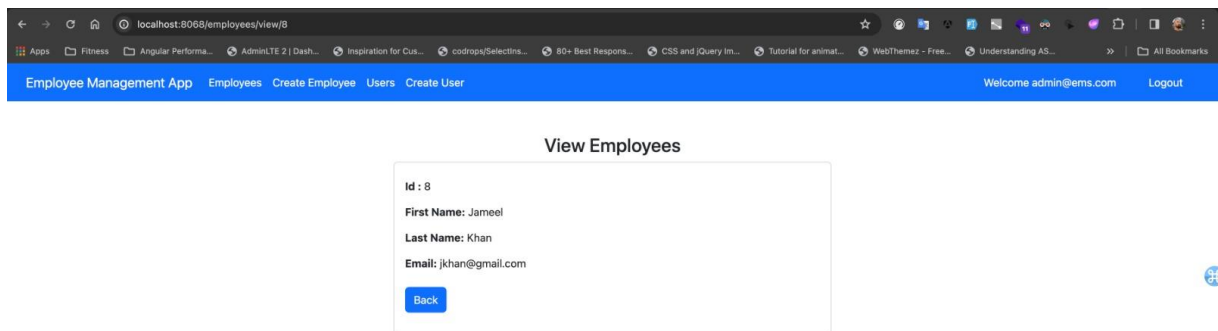 localhost:8068/employees/view/8
Apps Fitness Angular Performa... AdminLTE 2 | Dash... Inspiration for Cus... codrops/SelectIns... 80+ Best Respons... CSS and jQuery Im... Tutorial for animat... WebThemez - Free... Understanding AS... » All Bookmarks
Employee Management App Employees Create Employee Users Create User Welcome admin@ems.com Logout
View Employees
Id : 8
First Name: Jameel
Last Name: Khan
Email: jkhan@gmail.com
Back